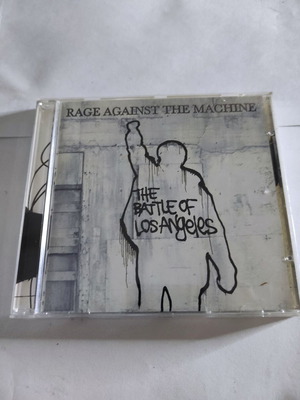 RAGE AGAINST THE MACHINE
THE
BATTLE OF
LOS ANGELES